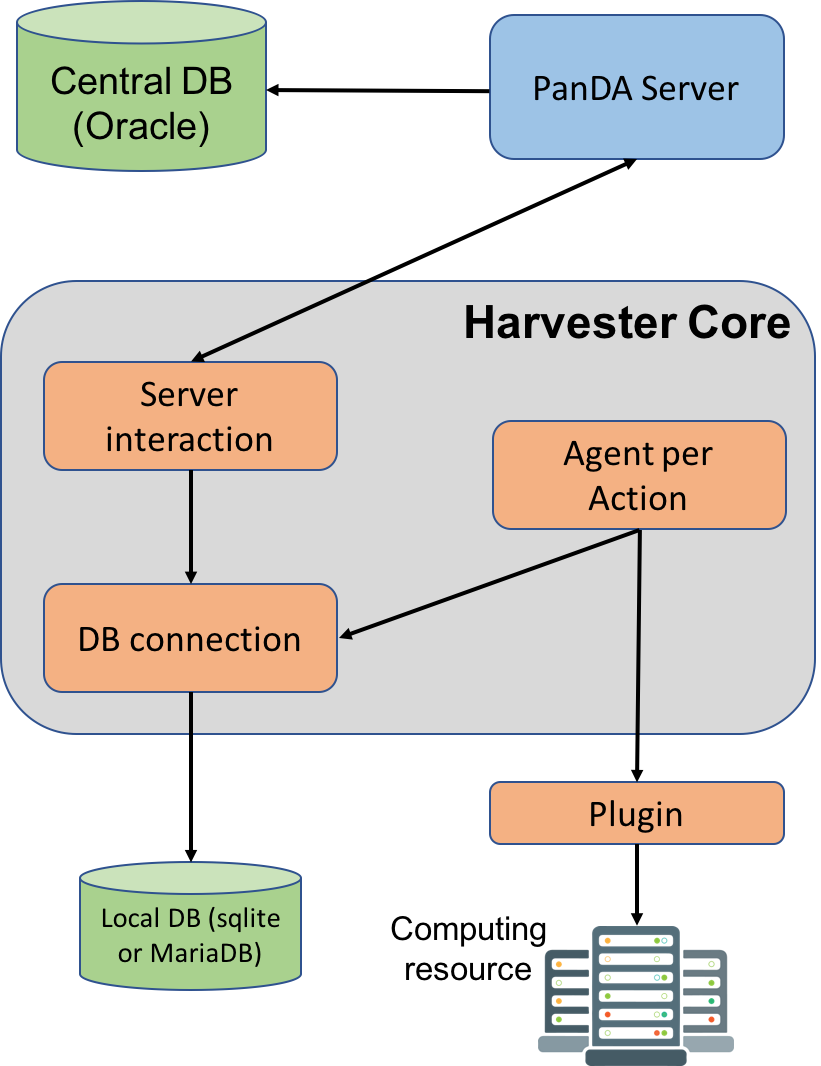 Central DB
(Oracle)
PanDA Server
Harvester Core
Server
interaction
Agent per
Action
DB connection
Plugin
Local DB (sqlite
or MariaDB)
Computing
resource